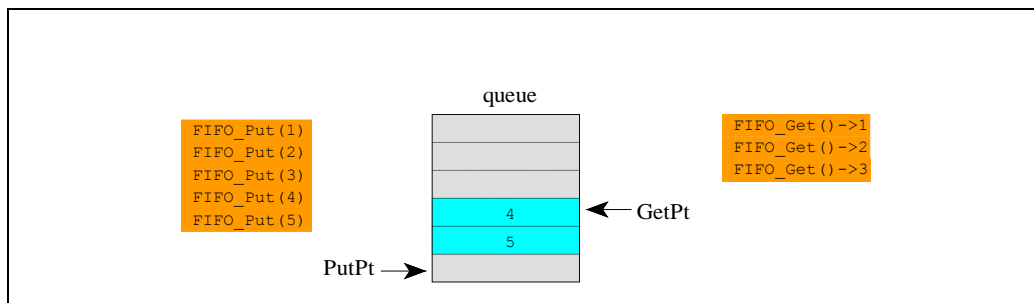 queue
FIFO_Put(1)
FIFO_Put(2)
FIFO_Put(3)
FIFO_Put(4)
FIFO_Put(5)
4
5
PutPt
GetPt
FIFO_Get()->1
FIFO_Get()->2
FIFO_Get()->3